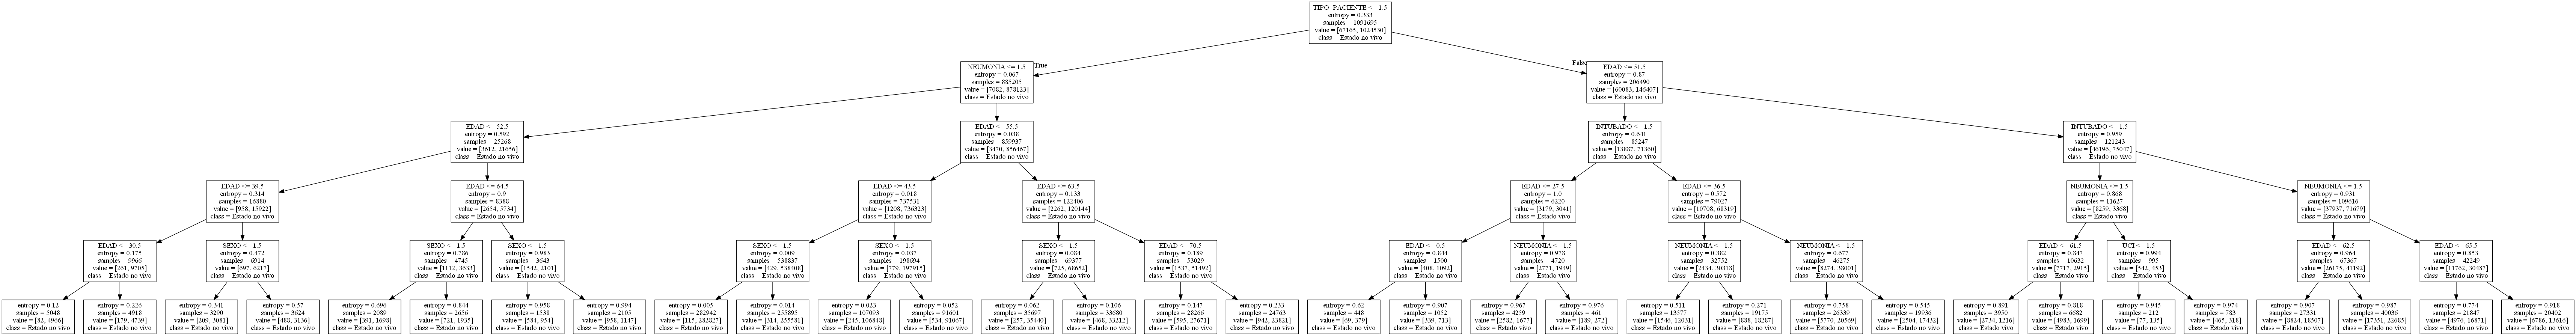 TIPO_PACIENTE <= 1.5
entropy = 0.333
samples = 1091695
value = [67165, 1024530]
class = Estado no vivo
True
False
NEUMONIA <= 1.5
entropy = 0.067
samples = 885205
value = [7082, 878123]
class = Estado no vivo
EDAD <= 51.5
entropy = 0.87
samples = 206490
value = [60083, 146407]
class = Estado no vivo
EDAD <= 52.5
entropy = 0.592
samples = 25268
value = [3612, 21656]
class = Estado no vivo
EDAD <= 55.5
entropy = 0.038
samples = 859937
value = [3470, 856467]
class = Estado no vivo
INTUBADO <= 1.5
entropy = 0.641
samples = 85247
value = [13887, 71360]
class = Estado no vivo
INTUBADO <= 1.5
entropy = 0.959
samples = 121243
value = [46196, 75047]
class = Estado no vivo
EDAD <= 39.5
entropy = 0.314
samples = 16880
value = [958, 15922]
class = Estado no vivo
EDAD <= 64.5
entropy = 0.9
samples = 8388
value = [2654, 5734]
class = Estado no vivo
EDAD <= 43.5
entropy = 0.018
samples = 737531
value = [1208, 736323]
class = Estado no vivo
EDAD <= 63.5
entropy = 0.133
samples = 122406
value = [2262, 120144]
class = Estado no vivo
EDAD <= 27.5
entropy = 1.0
samples = 6220
value = [3179, 3041]
class = Estado no vivo
EDAD <= 36.5
entropy = 0.572
samples = 79027
value = [10708, 68319]
class = Estado no vivo
NEUMONIA <= 1.5
entropy = 0.868
samples = 11627
value = [8259, 3368]
class = Estado no vivo
NEUMONIA <= 1.5
entropy = 0.931
samples = 109616
value = [37937, 71679]
class = Estado no vivo
EDAD <= 30.5
entropy = 0.175
samples = 9966
value = [261, 9705]
class = Estado no vivo
SEXO <= 1.5
entropy = 0.472
samples = 6914
value = [697, 6217]
class = Estado no vivo
SEXO <= 1.5
entropy = 0.786
samples = 4745
value = [1112, 3633]
class = Estado no vivo
SEXO <= 1.5
entropy = 0.983
samples = 3643
value = [1542, 2101]
class = Estado no vivo
SEXO <= 1.5
entropy = 0.009
samples = 538837
value = [429, 538408]
class = Estado no vivo
SEXO <= 1.5
entropy = 0.037
samples = 198694
value = [779, 197915]
class = Estado no vivo
SEXO <= 1.5
entropy = 0.084
samples = 69377
value = [725, 68652]
class = Estado no vivo
EDAD <= 70.5
entropy = 0.189
samples = 53029
value = [1537, 51492]
class = Estado no vivo
EDAD <= 0.5
entropy = 0.844
samples = 1500
value = [408, 1092]
class = Estado no vivo
NEUMONIA <= 1.5
entropy = 0.978
samples = 4720
value = [2771, 1949]
class = Estado no vivo
NEUMONIA <= 1.5
entropy = 0.382
samples = 32752
value = [2434, 30318]
class = Estado no vivo
NEUMONIA <= 1.5
entropy = 0.677
samples = 46275
value = [8274, 38001]
class = Estado no vivo
EDAD <= 61.5
entropy = 0.847
samples = 10632
value = [7717, 2915]
class = Estado no vivo
UCI <= 1.5
entropy = 0.994
samples = 995
value = [542, 453]
class = Estado no vivo
EDAD <= 62.5
entropy = 0.964
samples = 67367
value = [26175, 41192]
class = Estado no vivo
EDAD <= 65.5
entropy = 0.853
samples = 42249
value = [11762, 30487]
class = Estado no vivo
entropy = 0.12
samples = 5048
value = [82, 4966]
class = Estado no vivo
entropy = 0.226
samples = 4918
value = [179, 4739]
class = Estado no vivo
entropy = 0.341
samples = 3290
value = [209, 3081]
class = Estado no vivo
entropy = 0.57
samples = 3624
value = [488, 3136]
class = Estado no vivo
entropy = 0.696
samples = 2089
value = [391, 1698]
class = Estado no vivo
entropy = 0.844
samples = 2656
value = [721, 1935]
class = Estado no vivo
entropy = 0.958
samples = 1538
value = [584, 954]
class = Estado no vivo
entropy = 0.994
samples = 2105
value = [958, 1147]
class = Estado no vivo
entropy = 0.005
samples = 282942
value = [115, 282827]
class = Estado no vivo
entropy = 0.014
samples = 255895
value = [314, 255581]
class = Estado no vivo
entropy = 0.023
samples = 107093
value = [245, 106848]
class = Estado no vivo
entropy = 0.052
samples = 91601
value = [534, 91067]
class = Estado no vivo
entropy = 0.062
samples = 35697
value = [257, 35440]
class = Estado no vivo
entropy = 0.106
samples = 33680
value = [468, 33212]
class = Estado no vivo
entropy = 0.147
samples = 28266
value = [595, 27671]
class = Estado no vivo
entropy = 0.233
samples = 24763
value = [942, 23821]
class = Estado no vivo
entropy = 0.62
samples = 448
value = [69, 379]
class = Estado no vivo
entropy = 0.907
samples = 1052
value = [339, 713]
class = Estado no vivo
entropy = 0.967
samples = 4259
value = [2582, 1677]
class = Estado no vivo
entropy = 0.976
samples = 461
value = [189, 272]
class = Estado no vivo
entropy = 0.511
samples = 13577
value = [1546, 12031]
class = Estado no vivo
entropy = 0.271
samples = 19175
value = [888, 18287]
class = Estado no vivo
entropy = 0.758
samples = 26339
value = [5770, 20569]
class = Estado no vivo
entropy = 0.545
samples = 19936
value = [2504, 17432]
class = Estado no vivo
entropy = 0.891
samples = 3950
value = [2734, 1216]
class = Estado no vivo
entropy = 0.818
samples = 6682
value = [4983, 1699]
class = Estado no vivo
entropy = 0.945
samples = 212
value = [77, 135]
class = Estado no vivo
entropy = 0.974
samples = 783
value = [465, 318]
class = Estado no vivo
entropy = 0.907
samples = 27331
value = [8824, 18507]
class = Estado no vivo
entropy = 0.987
samples = 40036
value = [17351, 22685]
class = Estado no vivo
entropy = 0.774
samples = 21847
value = [4976, 16871]
class = Estado no vivo
entropy = 0.918
samples = 20402
value = [6786, 13616]
class = Estado no vivo